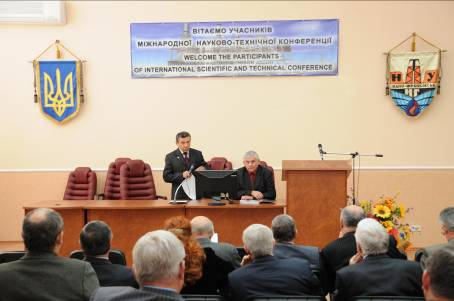 ВІТАЄМО УЧАСНИКІВ
МІЖНАРОДНОЇ НАУКОВО-ТЕХНІЧНОЇ КОНФЕРЕНЦІЇ
WELCOME THE PARTICIPANTS
OF INTERNATIONAL SCIENTIFIC AND TECHNICAL CONFERENCE